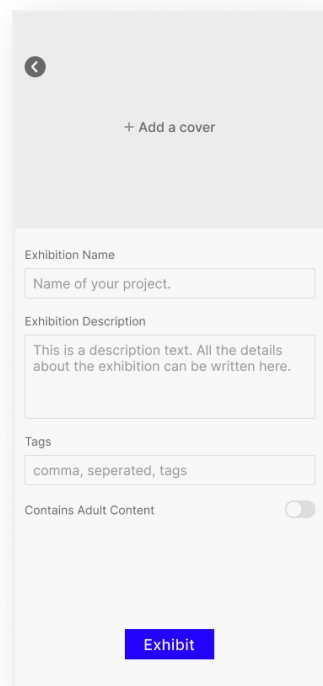 + Add a cover
Exhibition Name
Name of your project.
Exhibition Description
This is a description text. All the details
about the exhibition can be written here.
Tags
comma, seperated, tags
Contains Adult Content
Exhibit